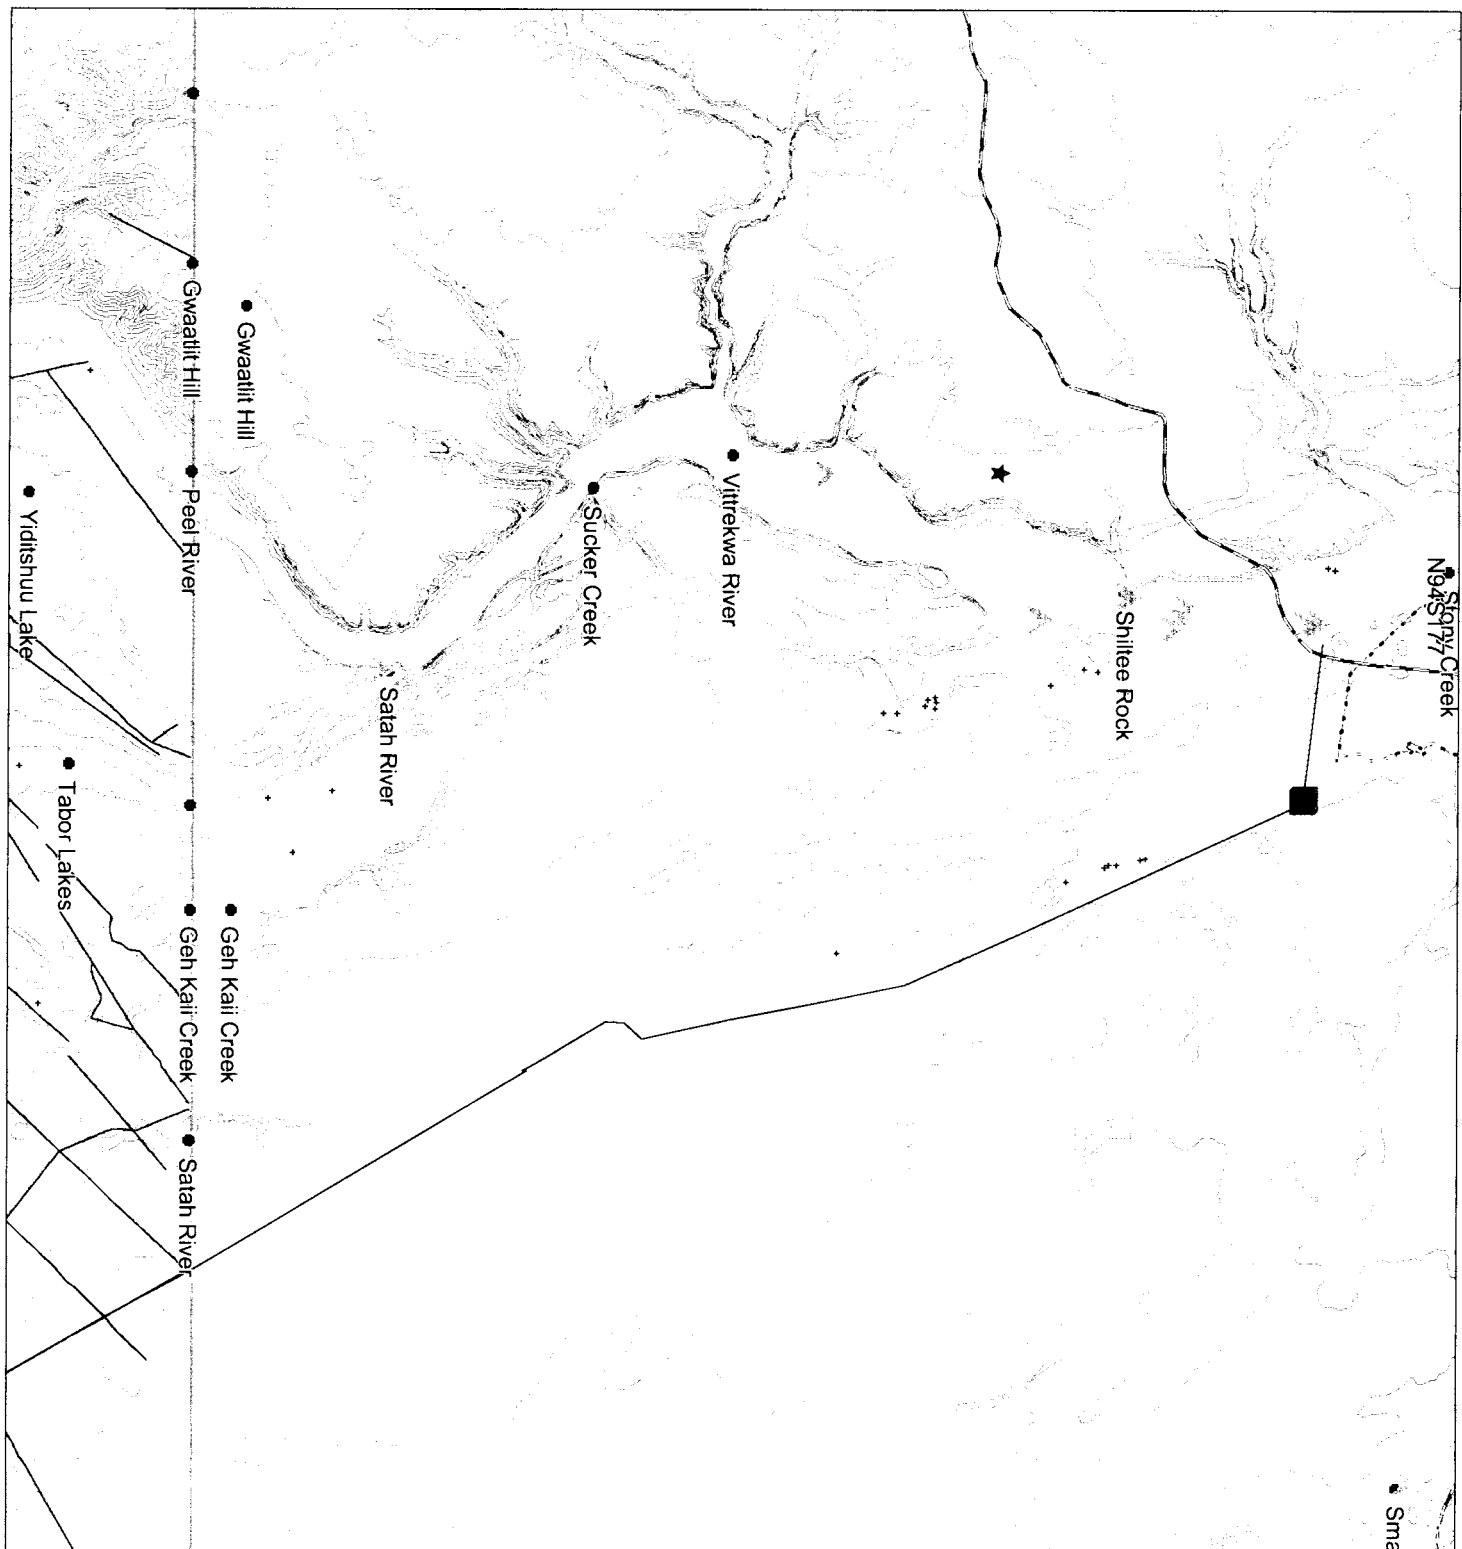 Stony Creek
N94S177
Shiltee Rock
Vittrekwa River
Sucker Creek
Satah River
Gwaatlit Hill
Gwaatlit Hill
Peel River
Yiditshuu Lake
Tabor Lakes
Geh Kaii Creek
Geh Kaii Creek
Satah River
Sma